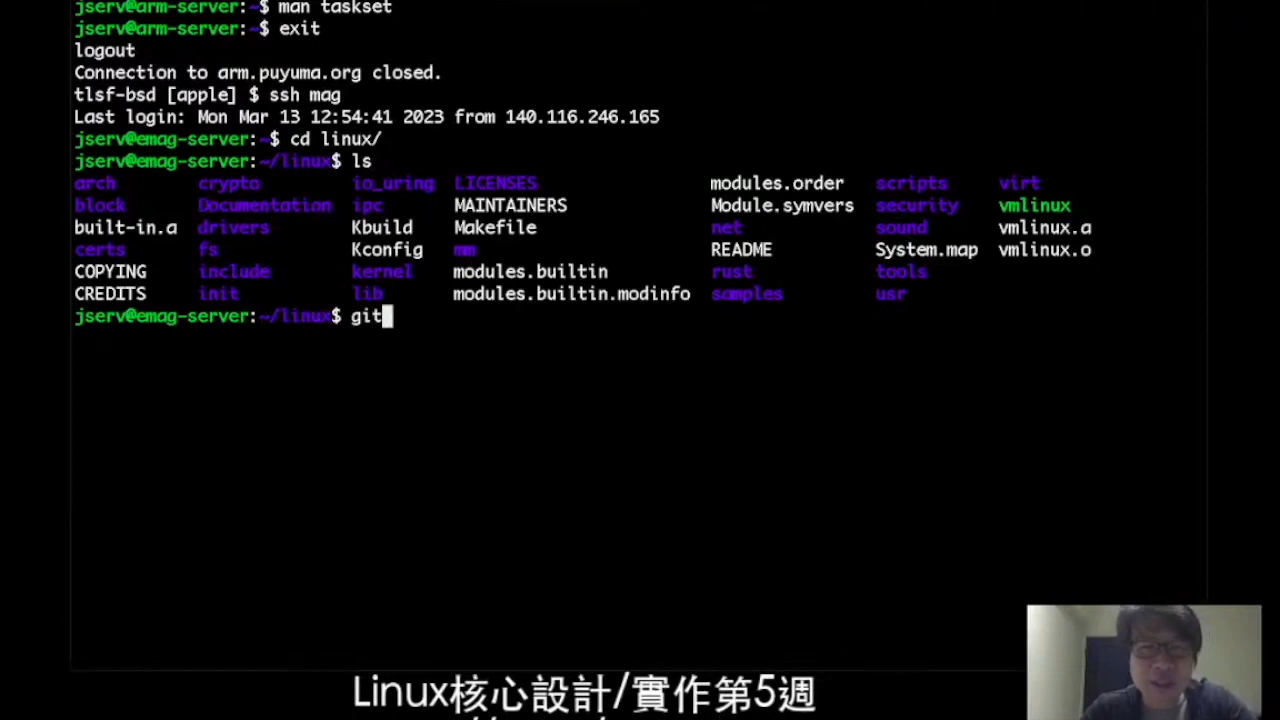 jserv@arm-server:~$ man taskset
jserv@arm-server:~$ exit
logout
Connection to arm.puyuma.org closed.
tlsf-bsd [apple] $ ssh mag
Last login: Mon Mar 13 12:54:41 2023 from 140.116.246.165
jserv@emag-server:~$ cd linux/
jserv@emag-server:~/linux$ ls
arch crypto io_uring LICENSES modules.order scripts virt
block Documentation ipc MAINTAINERS Module.symvers security vmlinux
built-in.a drivers Kbuild Makefile net sound vmlinux.a
certs fs Kconfig mm README System.map vmlinux.o
COPYING include kernel modules.builtin rust tools
CREDITS init lib modules.builtin.modinfo samples usr
jserv@emag-server:~/linux$ git
Linux核心設計/實作第5週